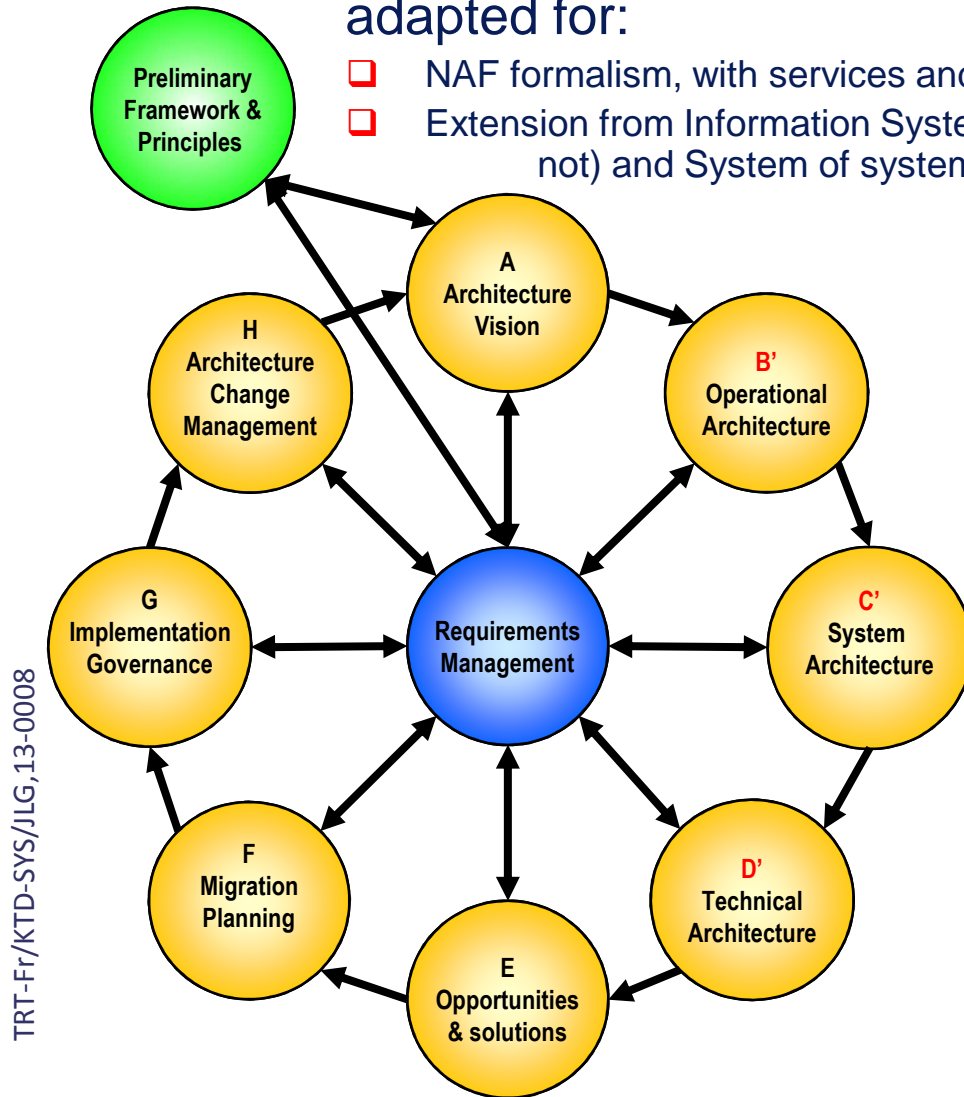 adapted for:
NAF formalism, with services and
Extension from Information Syste
not) and System of system
Preliminary
Framework &
Principles
A
Architecture
Vision
B’
Operational
Architecture
C’
System
Architecture
D’
Technical
Architecture
E
Opportunities
& solutions
F
Migration
Planning
G
Implementation
Governance
H
Architecture
Change
Management
Requirements
Management
TRT-Fr/KTD-SYS/JLG,13-0008